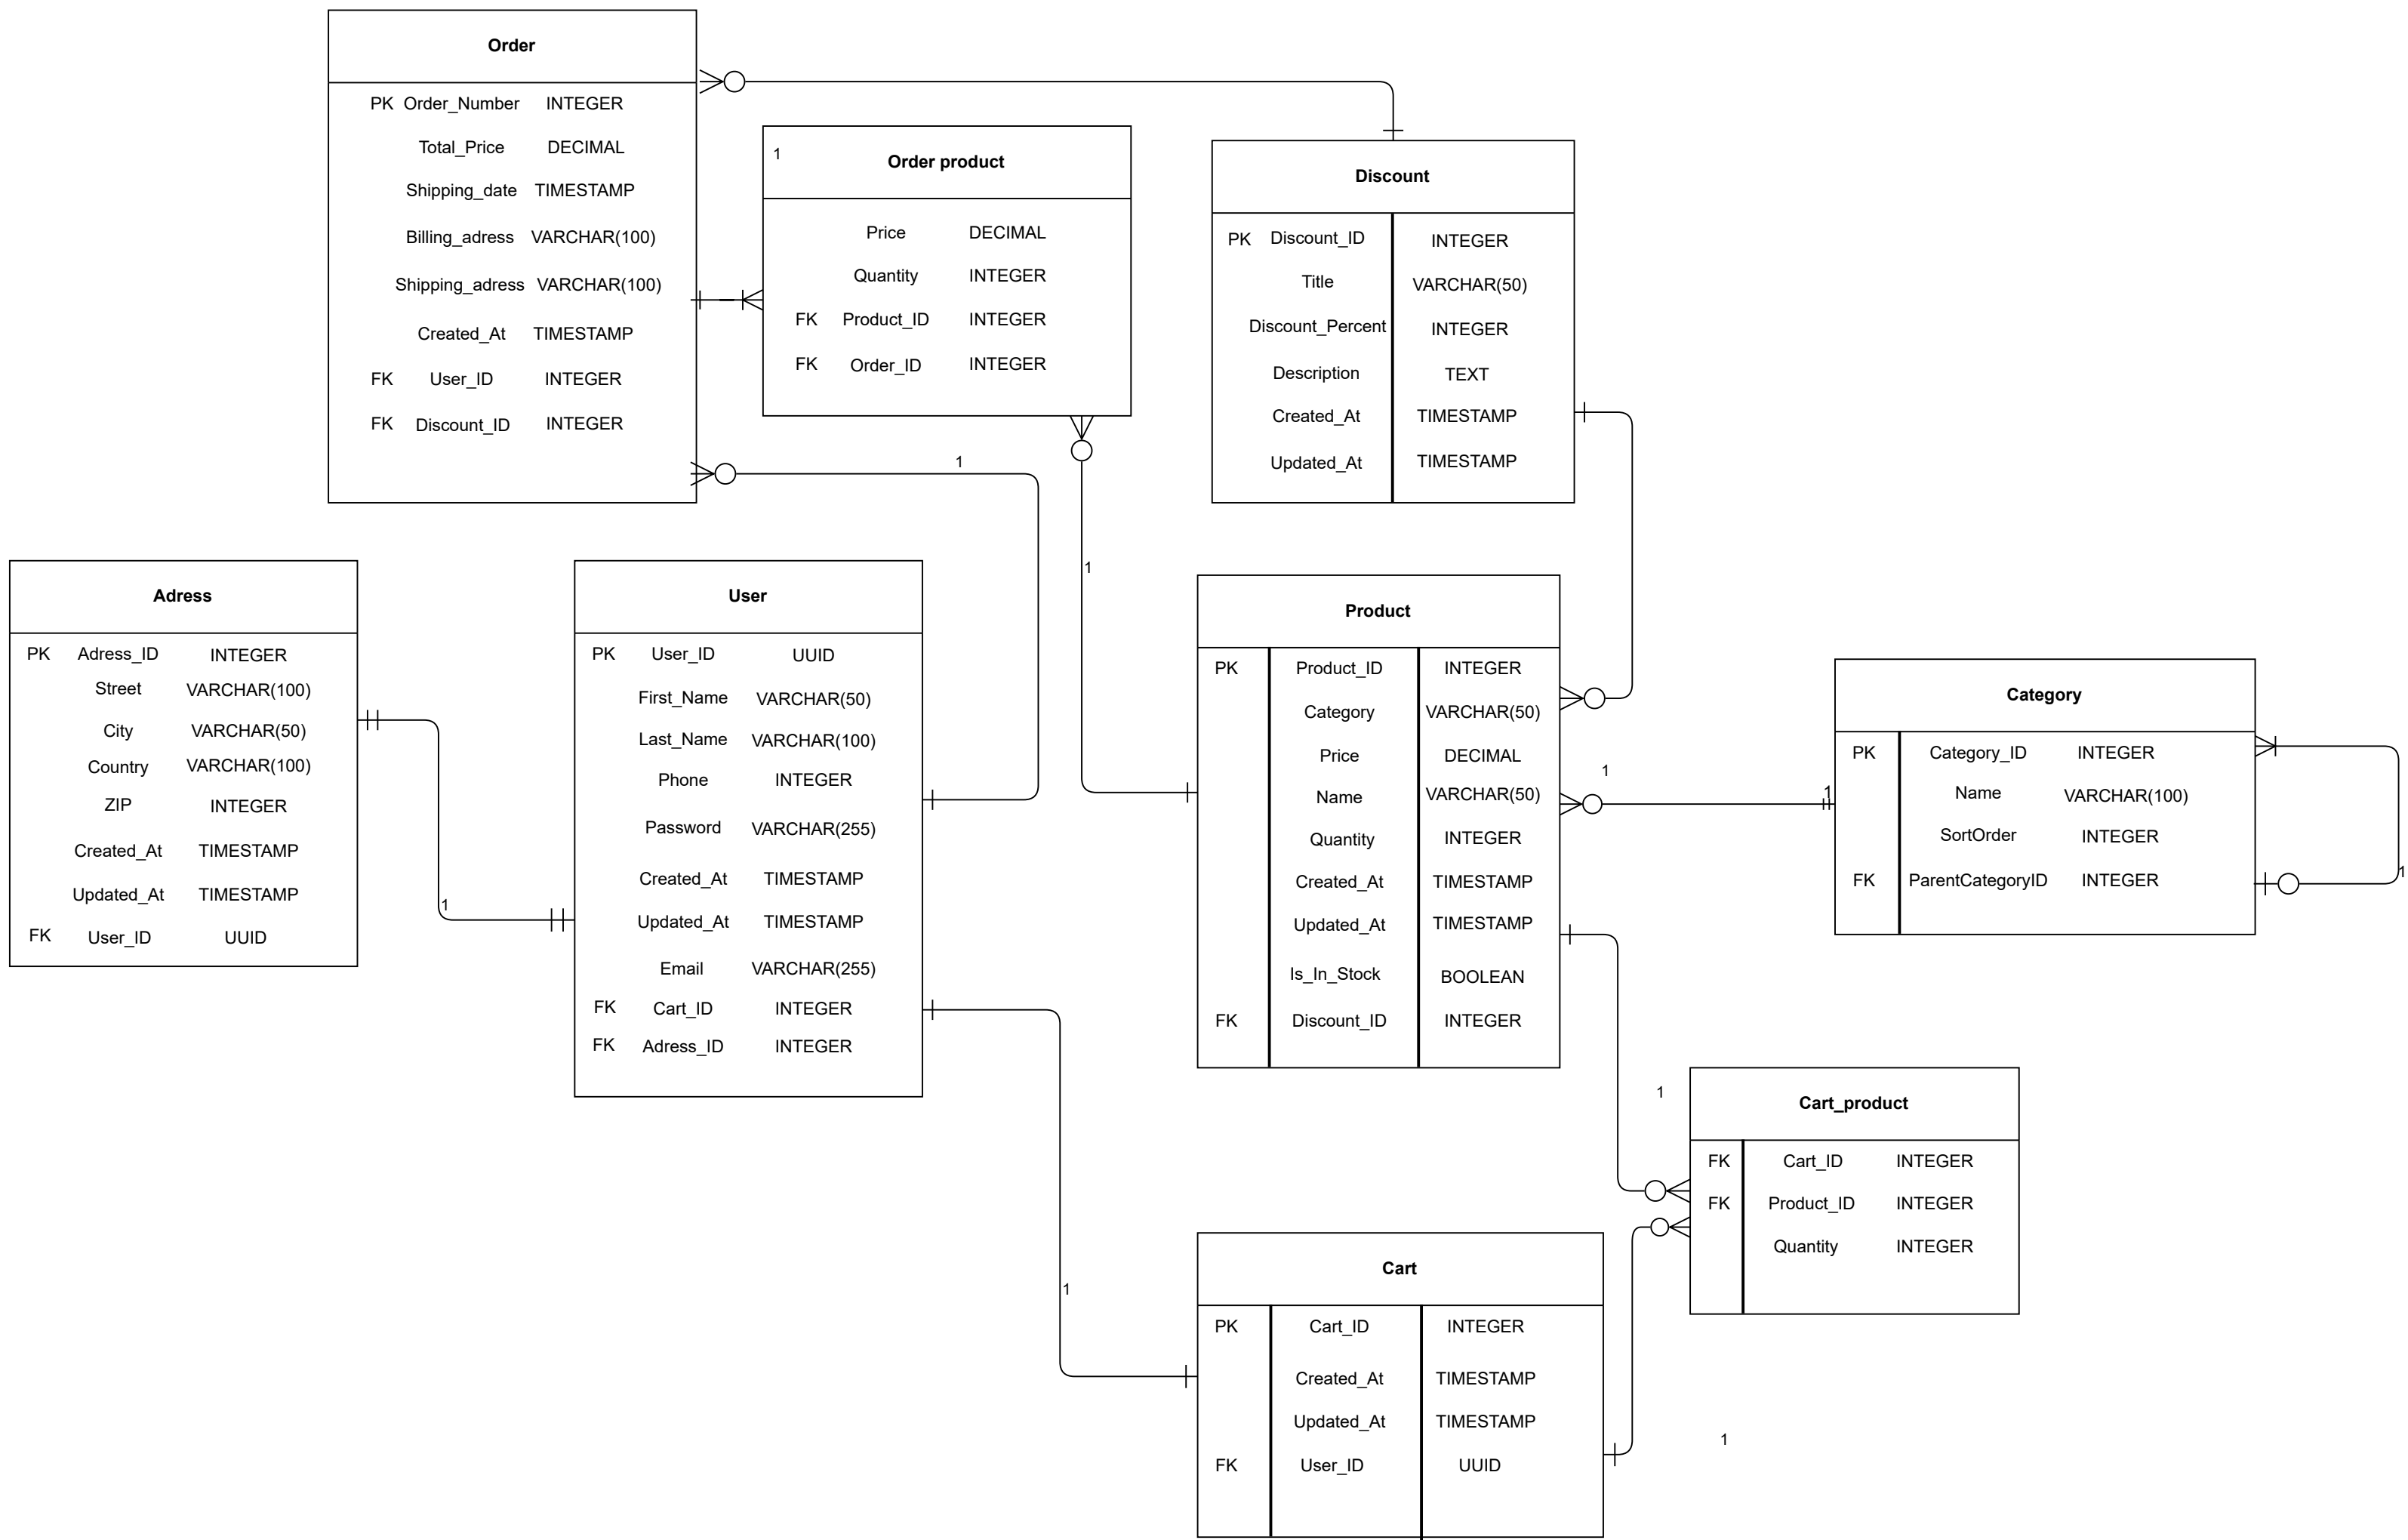 Order
PK Order_Number INTEGER
Total_Price DECIMAL
Shipping_date TIMESTAMP
Billing_adress VARCHAR(100)
Shipping_adress VARCHAR(100)
Created_At TIMESTAMP
FK User_ID INTEGER
FK Discount_ID INTEGER
1
Order product
Price DECIMAL
Quantity INTEGER
FK Product_ID INTEGER
FK Order_ID INTEGER
Discount
PK Discount_ID INTEGER
Title VARCHAR(50)
Discount_Percent INTEGER
Description TEXT
Created_At TIMESTAMP
Updated_At TIMESTAMP
1
1
Adress
PK Adress_ID INTEGER
Street VARCHAR(100)
City VARCHAR(50)
Country VARCHAR(100)
ZIP INTEGER
Created_At TIMESTAMP
Updated_At TIMESTAMP
FK User_ID UUID
1
User
PK User_ID UUID
First_Name VARCHAR(50)
Last_Name VARCHAR(100)
Phone INTEGER
Password VARCHAR(255)
Created_At TIMESTAMP
Updated_At TIMESTAMP
Email VARCHAR(255)
FK Cart_ID INTEGER
FK Adress_ID INTEGER
Product
PK Product_ID INTEGER
Category VARCHAR(50)
Price DECIMAL
Name VARCHAR(50)
Quantity INTEGER
Created_At TIMESTAMP
Updated_At TIMESTAMP
Is_In_Stock BOOLEAN
FK Discount_ID INTEGER
1
1
Category
PK Category_ID INTEGER
Name VARCHAR(100)
SortOrder INTEGER
FK ParentCategoryID INTEGER
1
1
Cart_product
FK Cart_ID INTEGER
FK Product_ID INTEGER
Quantity INTEGER
1
Cart
PK Cart_ID INTEGER
Created_At TIMESTAMP
Updated_At TIMESTAMP
FK User_ID UUID
1